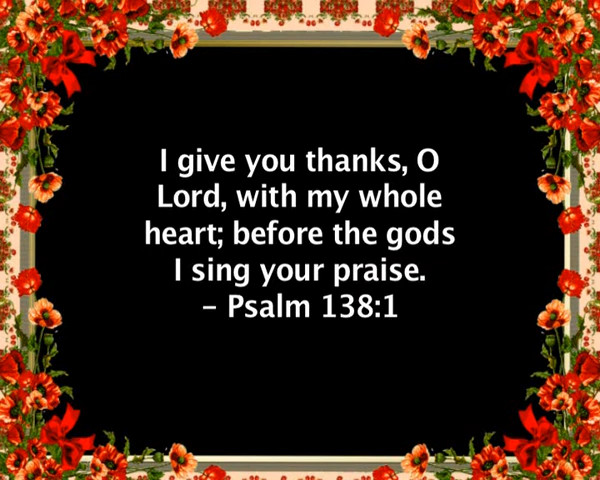 I give you thanks, O
Lord, with my whole
heart; before the gods
I sing your praise.
– Psalm 138:1